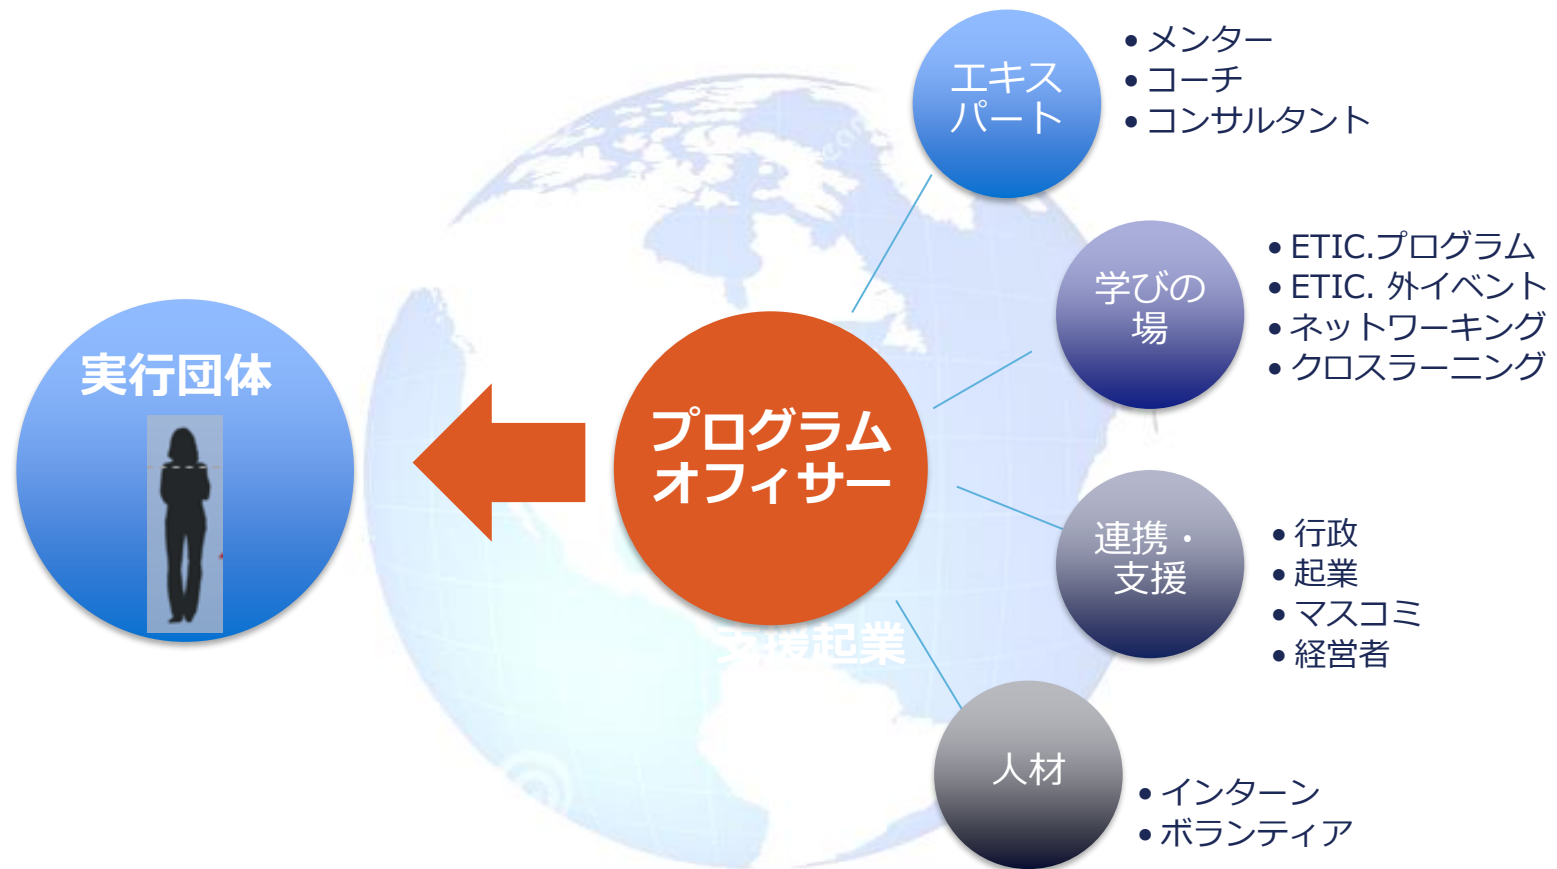 エキス
パート
• メンター
• コーチ
• コンサルタント
学びの
場
• ETIC.プログラム
• ETIC. 外イベント
• ネットワーキング
• クロスラーニング
実行団体
プログラム
オフィサー
連携・
支援
• 行政
• 起業
• マスコミ
• 経営者
支援起業
人材
• インターン
• ボランティア